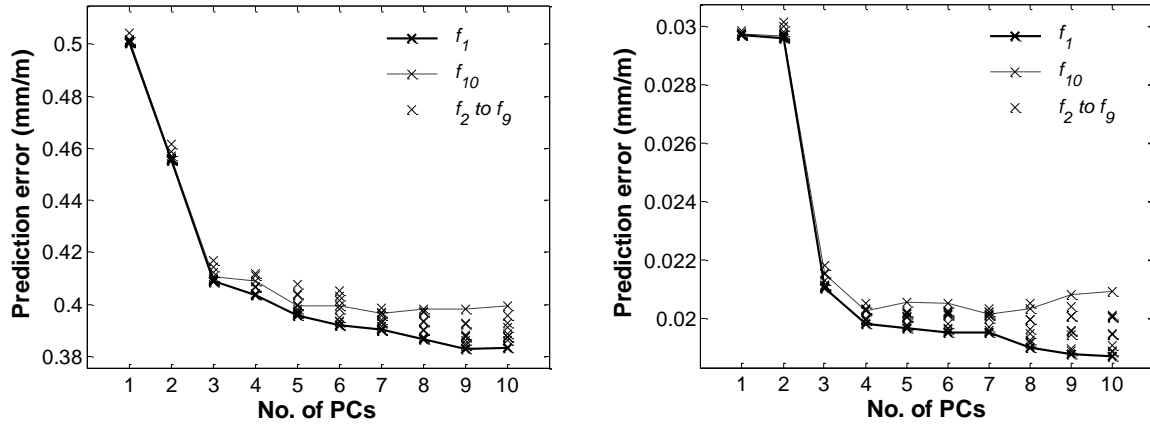 0.5
0.48
0.46
0.44
0.42
0.4
0.38
Prediction error (mm/m)
1 2 3 4 5 6 7 8 9 10
No. of PCs
f1
f10
f2 to f9
0.03
0.028
0.026
0.024
0.022
0.02
Prediction error (mm/m)
1 2 3 4 5 6 7 8 9 10
No. of PCs
f1
f10
f2 to f9